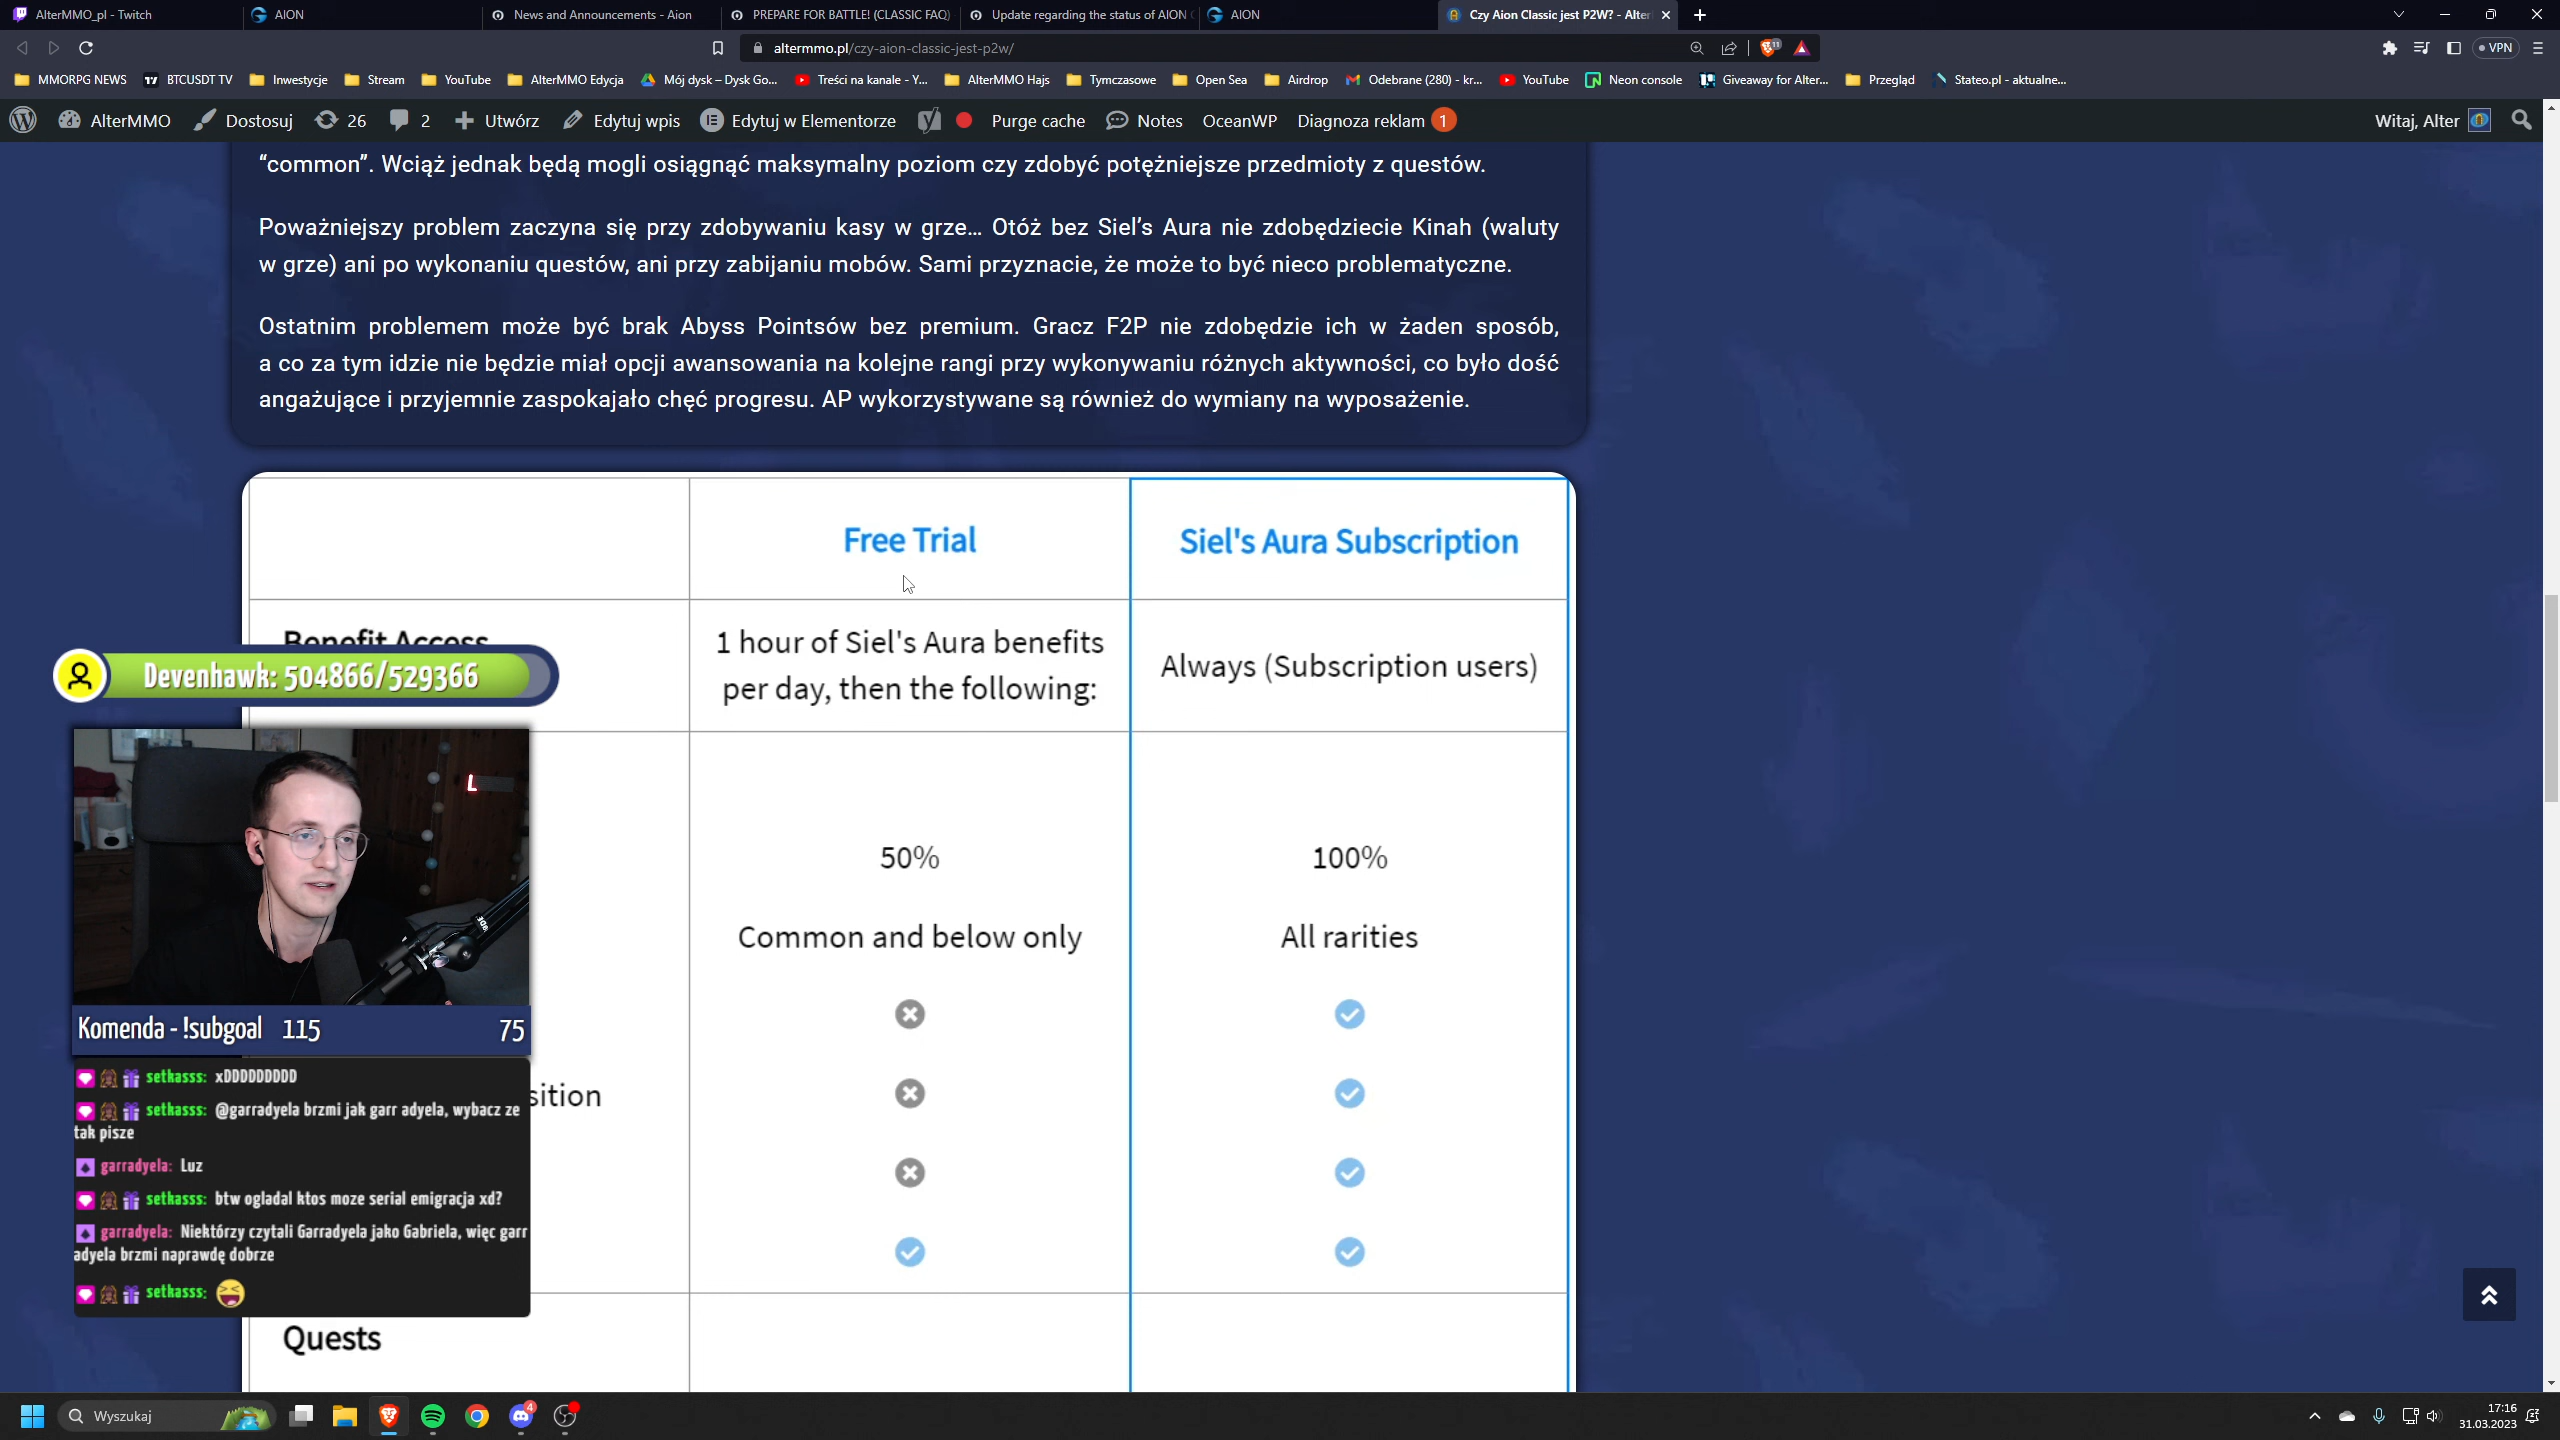 AlterMMO_pl - Twitch
AION
News and Announcements - Aion
PREPARE FOR BATTLE! (CLASSIC FAQ)
Update regarding the status of AION
AION
Czy Aion Classic jest P2W? - Alter
altermmo.pl/czy-aion-classic-jest-p2w/
11
VPN
MMORPG NEWS
BTCUSDT TV
Inwestycje
Stream
YouTube
AlterMMO Edycja
Mój dysk – Dysk Go...
Treści na kanale - Y...
AlterMMO Hajs
Tymczasowe
Open Sea
Airdrop
Odebrane (280) - kr...
YouTube
Neon console
Giveaway for Alter...
Przegląd
Stateo.pl - aktualne...
AlterMMO
Dostosuj
26
2
Utwórz
Edytuj wpis
Edytuj w Elementorze
Purge cache
Notes
OceanWP
Diagnoza reklam
1
Witaj, Alter
“common”. Wciąż jednak będą mogli osiągnąć maksymalny poziom czy zdobyć potężniejsze przedmioty z questów.
Poważniejszy problem zaczyna się przy zdobywaniu kasy w grze… Otóż bez Siel’s Aura nie zdobędziecie Kinah (waluty
w grze) ani po wykonaniu questów, ani przy zabijaniu mobów. Sami przyznacie, że może to być nieco problematyczne.
Ostatnim problemem może być brak Abyss Pointsów bez premium. Gracz F2P nie zdobędzie ich w żaden sposób,
a co za tym idzie nie będzie miał opcji awansowania na kolejne rangi przy wykonywaniu różnych aktywności, co było dość
angażujące i przyjemnie zaspokajało chęć progresu. AP wykorzystywane są również do wymiany na wyposażenie.
Free Trial
Siel's Aura Subscription
Benefit Access
1 hour of Siel's Aura benefits
per day, then the following:
Always (Subscription users)
Devenhawk: 504866/529366
50%
100%
Common and below only
All rarities
sition
Komenda - !subgoal 115
75
setkasss: xDDDDDDDDD
setkasss: @garradyela brzmi jak garr adyela, wybacz ze
tak pisze
garradyela: Luz
setkasss: btw ogladal ktos moze serial emigracja xd?
garradyela: Niektórzy czytali Garradyela jako Gabriela, więc garr
adyela brzmi naprawdę dobrze
setkasss:
Quests
Wyszukaj
4
17:16
31.03.2023